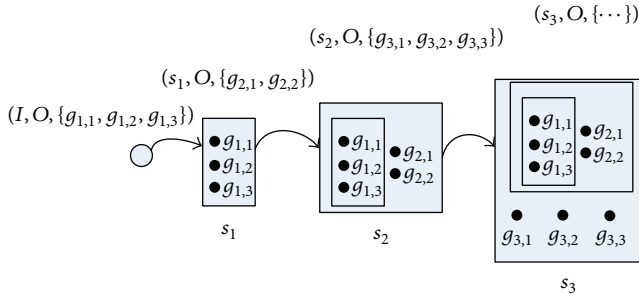 (s₃, O, {⋯})
(s₂, O, {g₃,₁, g₃,₂, g₃,₃})
(s₁, O, {g₂,₁, g₂,₂})
(I, O, {g₁,₁, g₁,₂, g₁,₃})
g₁,₁
g₁,₂
g₁,₃
s₁
g₁,₁
g₁,₂
g₁,₃
g₂,₁
g₂,₂
s₂
g₁,₁
g₁,₂
g₁,₃
g₂,₁
g₂,₂
g₃,₁ g₃,₂ g₃,₃
s₃